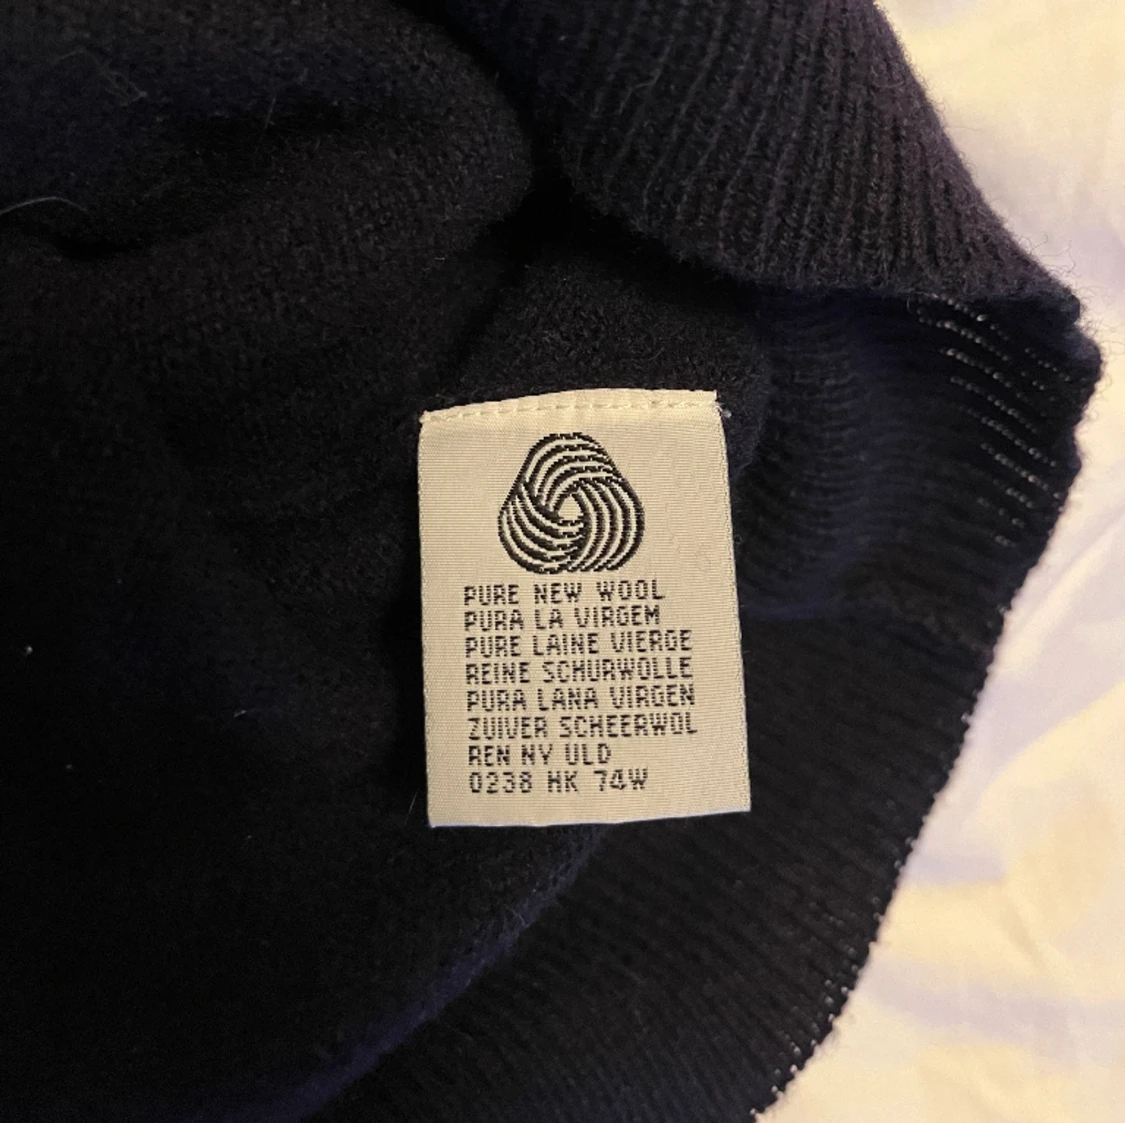 PURE NEW WOOL
PURA LA VIRGEM
PURE LAINE VIERGE
REINE SCHURWOLLE
PURA LANA VIRGEN
ZUIVER SCHEERWOL
REN NY ULD
0238 HK 74W